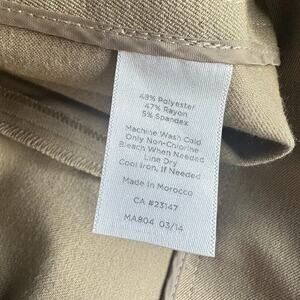 48% Polyester
47% Rayon
5% Spandex
Machine Wash Cold
Only Non-Chlorine
Bleach When Needed
Line Dry
Cool Iron, If Needed
Made In Morocco
CA #23147
MA804 03/14